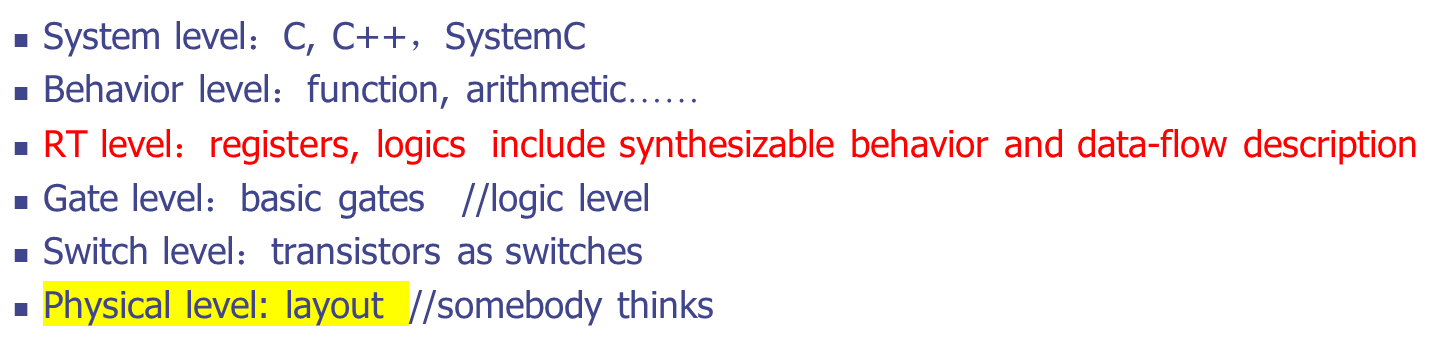 ▪ System level：C, C++，SystemC
▪ Behavior level：function, arithmetic……
▪ RT level：registers, logics  include synthesizable behavior and data-flow description
▪ Gate level：basic gates   //logic level
▪ Switch level：transistors as switches
▪ Physical level: layout  //somebody thinks